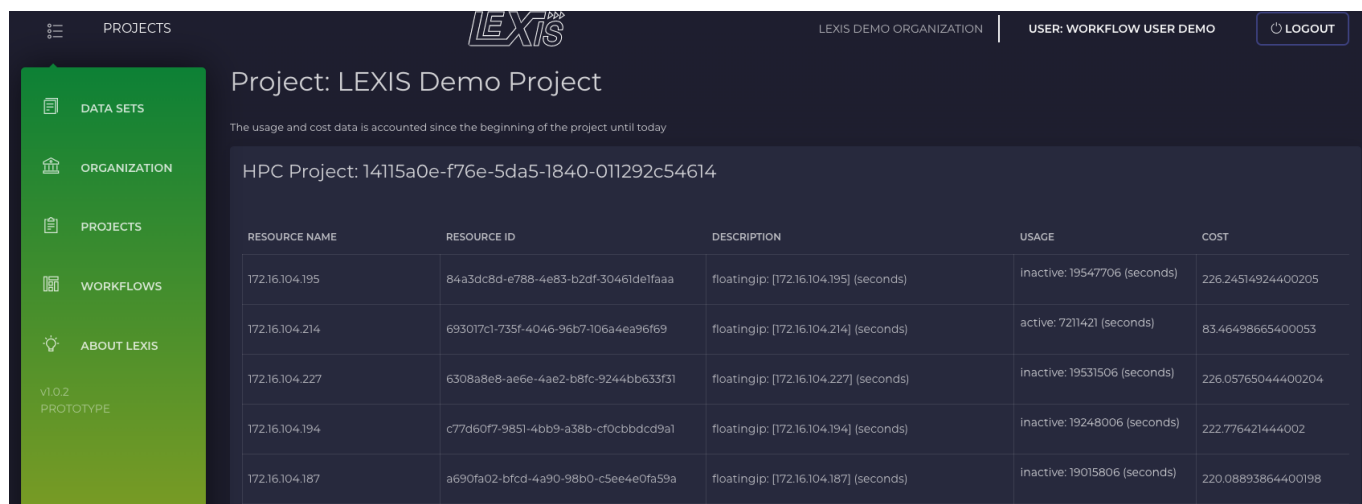 PROJECTS
LEXIS
LEXIS DEMO ORGANIZATION
USER: WORKFLOW USER DEMO
LOGOUT
DATA SETS
ORGANIZATION
PROJECTS
WORKFLOWS
ABOUT LEXIS
v1.0.2
PROTOTYPE
Project: LEXIS Demo Project
The usage and cost data is accounted since the beginning of the project until today
HPC Project: 14115a0e-f76e-5da5-1840-011292c54614
RESOURCE NAME RESOURCE ID DESCRIPTION USAGE COST
172.16.104.195 84a3dc8d-e788-4e83-b2df-30461de1faaa floatingip: [172.16.104.195] (seconds) inactive: 19547706 (seconds) 226.24514924400205
172.16.104.214 693017c1-735f-4046-96b7-106a4ea96f69 floatingip: [172.16.104.214] (seconds) active: 7211421 (seconds) 83.46498665400053
172.16.104.227 6308a8e8-ae6e-4ae2-b8fc-9244bb633f31 floatingip: [172.16.104.227] (seconds) inactive: 19531506 (seconds) 226.05765044400204
172.16.104.194 c77d60f7-9851-4bb9-a38b-cf0cbbdcd9a1 floatingip: [172.16.104.194] (seconds) inactive: 19248006 (seconds) 222.776421444002
172.16.104.187 a690fa02-bfcd-4a90-98b0-c5ee4e0fa59a floatingip: [172.16.104.187] (seconds) inactive: 19015806 (seconds) 220.08893864400198